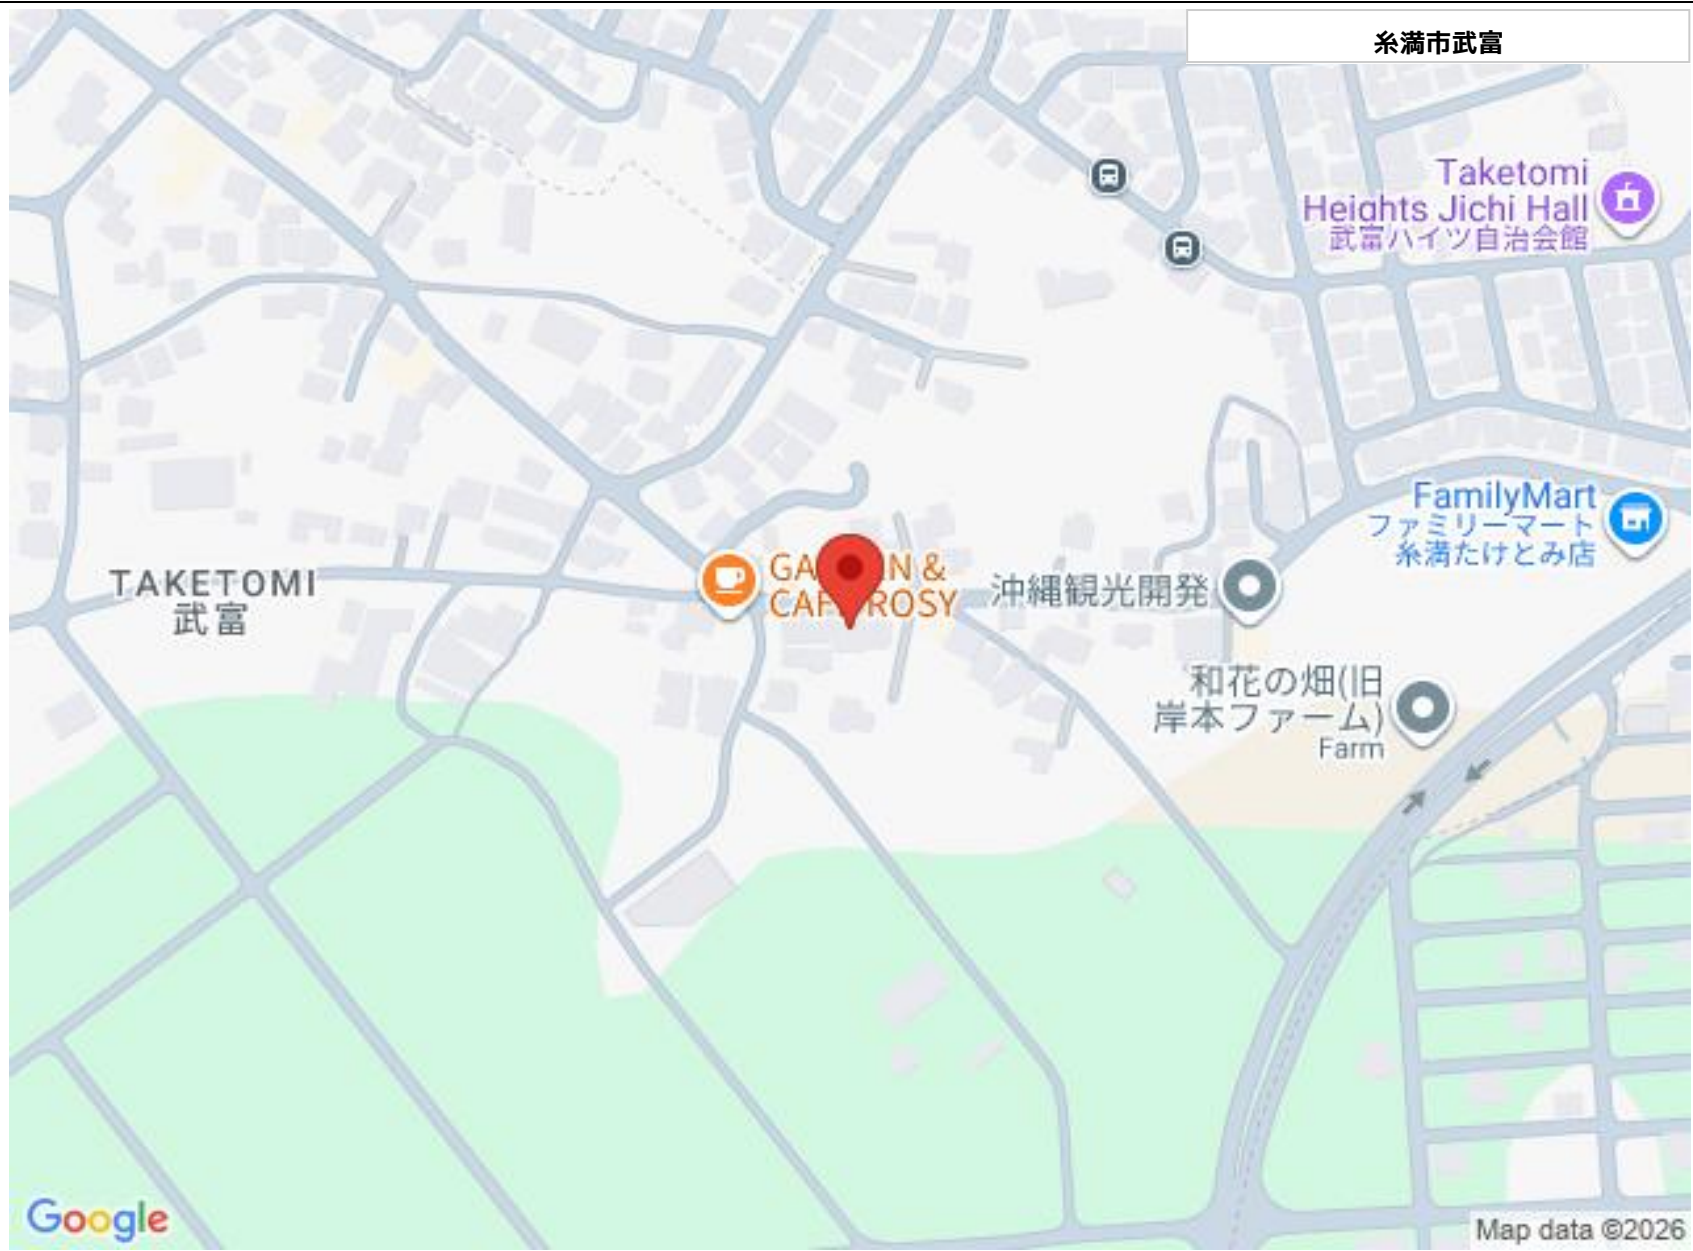 糸満市武富
Taketomi
Heights Jichi Hall
武富ハイツ自治会館
FamilyMart
ファミリーマート
糸満たけとみ店
&
ROSY
沖縄観光開発
TAKETOMI
武富
和花の畑(旧
岸本ファーム)
Farm
Google
Map data ©2026